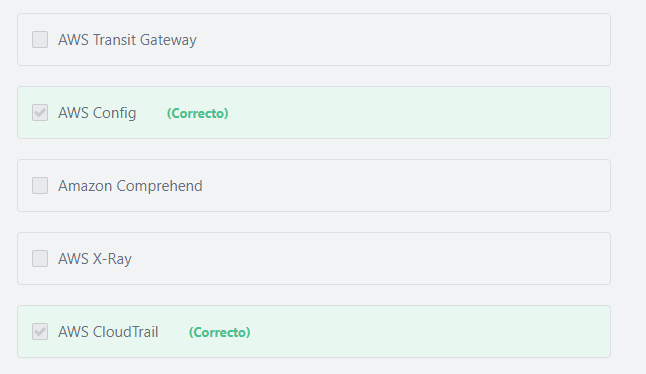 AWS Transit Gateway
AWS Config (Correcto)
Amazon Comprehend
AWS X-Ray
AWS CloudTrail (Correcto)